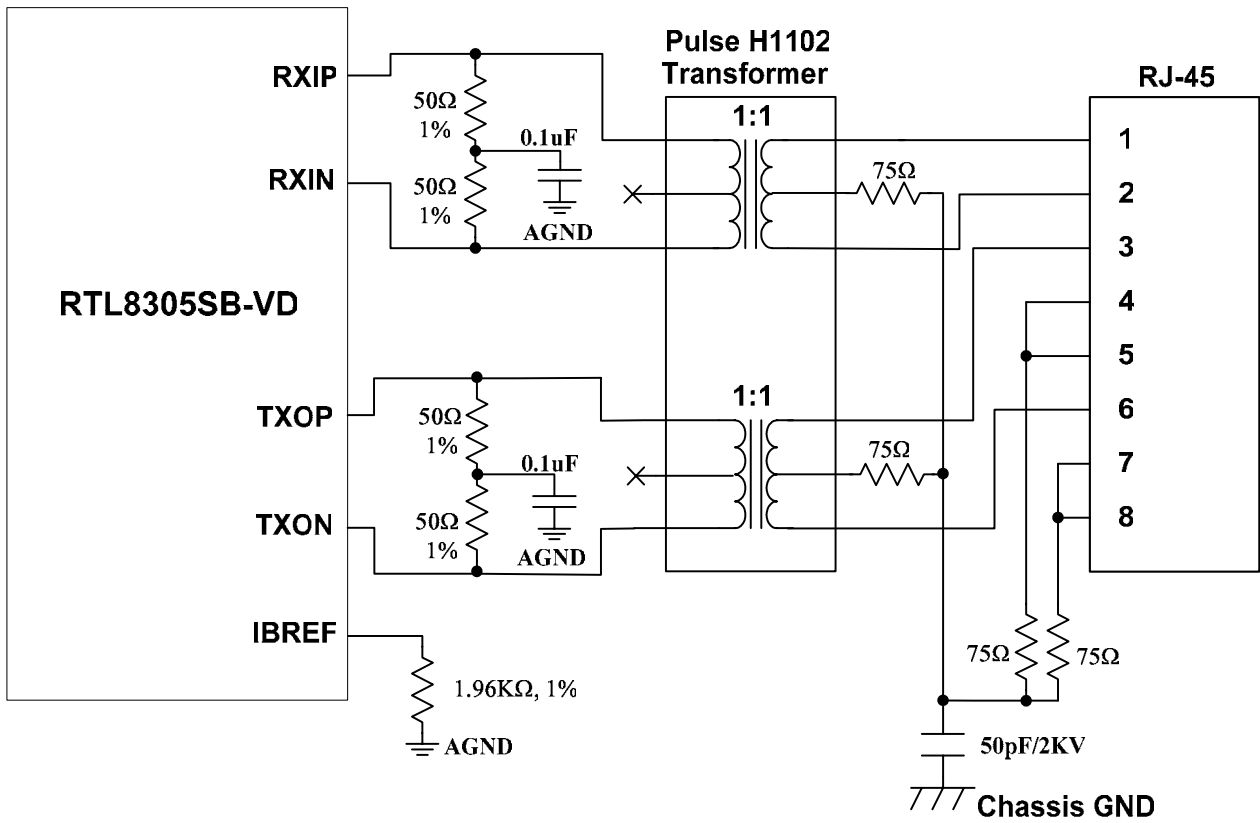 Pulse H1102
Transformer
RJ-45
RXIP
50Ω
1%
0.1uF
1:1
1
75Ω
RXIN
50Ω
1%
2
AGND
3
RTL8305SB-VD
4
5
1:1
6
TXOP
50Ω
1%
0.1uF
75Ω
7
TXON
50Ω
1%
8
AGND
IBREF
75Ω
75Ω
1.96KΩ, 1%
AGND
50pF/2KV
Chassis GND